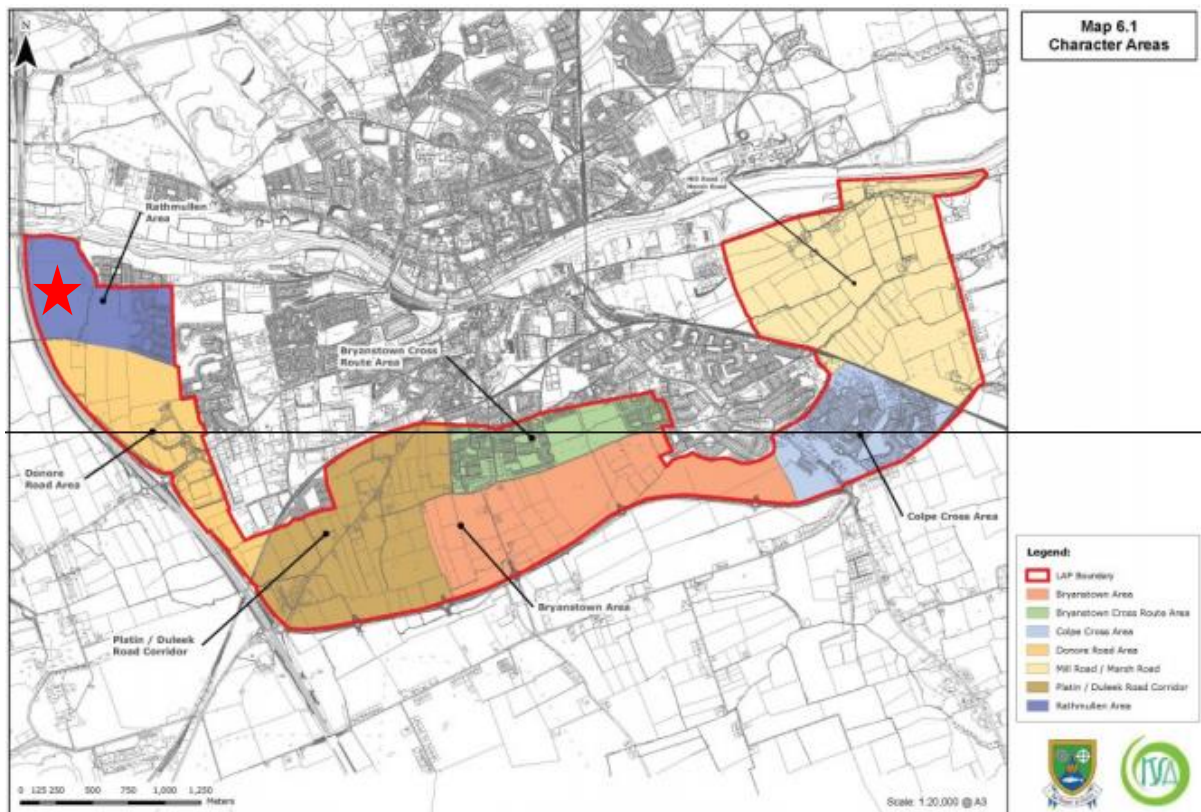 Map 6.1
Character Areas
N
Mill Road /
Marsh Road
Rathmullen
Area
Bryanstown Cross
Route Area
Donore
Road Area
Colpe Cross Area
Bryanstown Area
Platin / Duleek
Road Corridor
Legend:
LAP Boundary
Bryanstown Area
Bryanstown Cross Route Area
Colpe Cross Area
Donore Road Area
Mill Road / Marsh Road
Platin / Duleek Road Corridor
Rathmullen Area
0 125 250 500 750 1,000 1,250
Meters
Scale: 1:20,000 @ A3